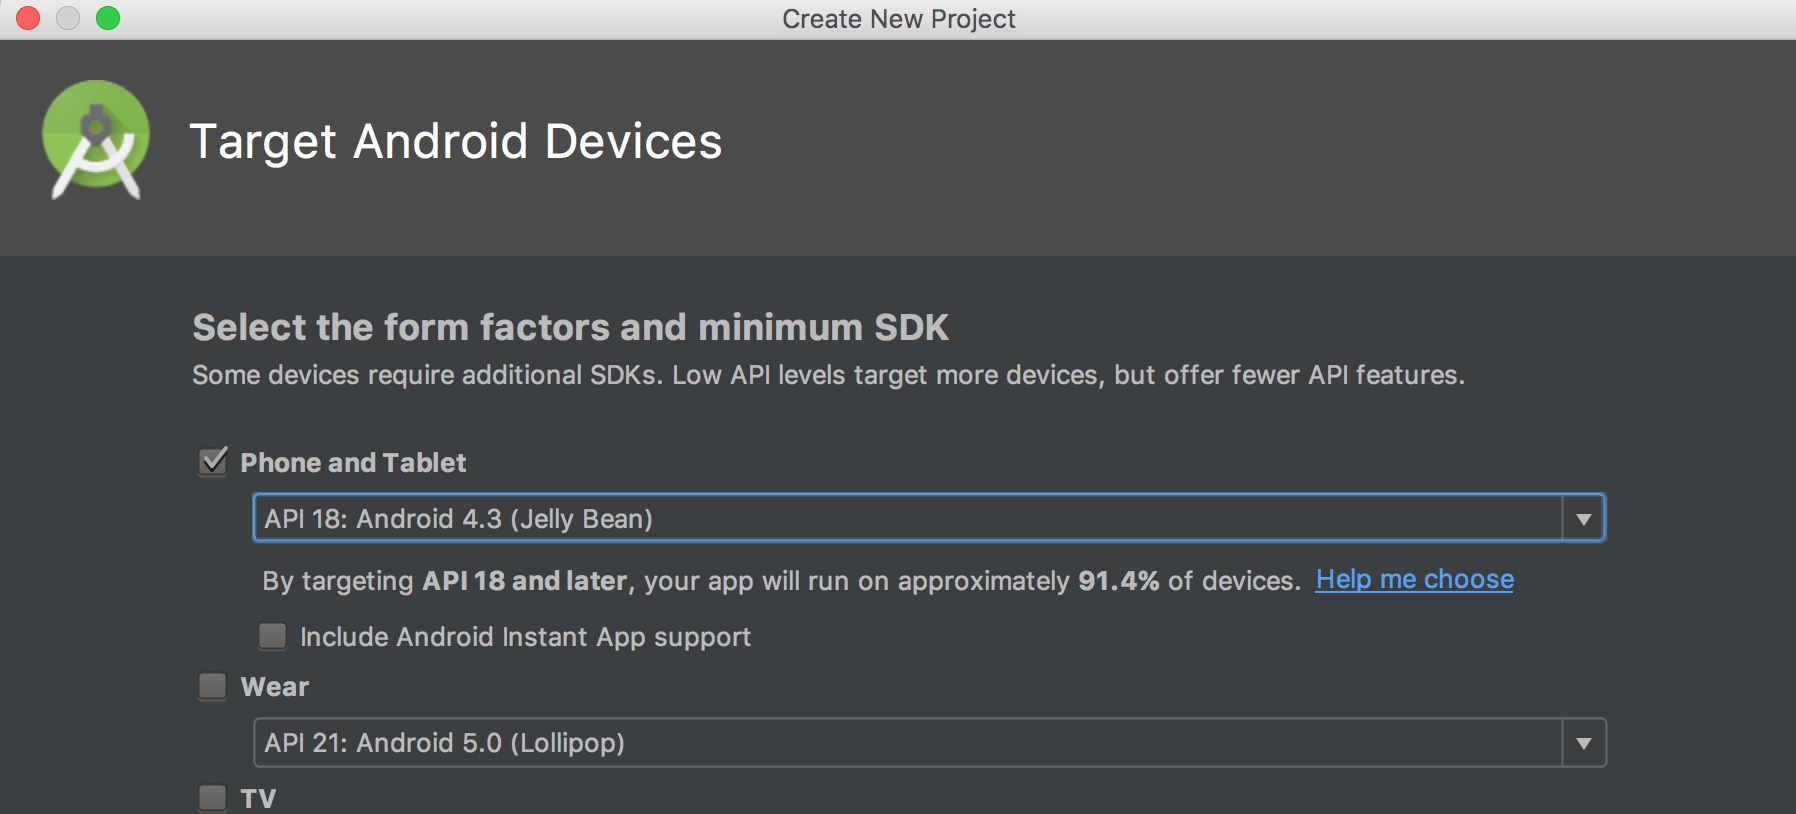 Create New Project
Target Android Devices
Select the form factors and minimum SDK
Some devices require additional SDKs. Low API levels target more devices, but offer fewer API features.
Phone and Tablet
API 18: Android 4.3 (Jelly Bean)
By targeting API 18 and later, your app will run on approximately 91.4% of devices. Help me choose
Include Android Instant App support
Wear
API 21: Android 5.0 (Lollipop)
TV